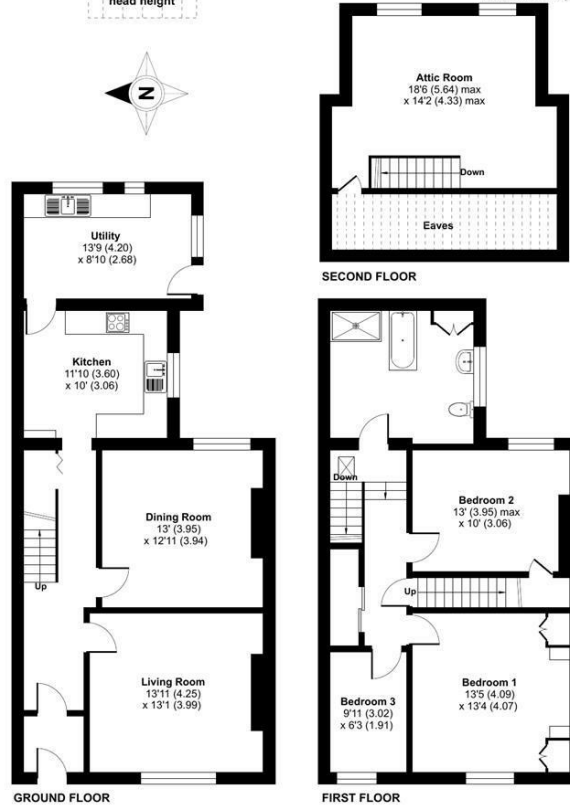 head height
N
Attic Room
18'6 (5.64) max
x 14'2 (4.33) max
Down
Eaves
SECOND FLOOR
Utility
13'9 (4.20)
x 8'10 (2.68)
Kitchen
11'10 (3.60)
x 10' (3.06)
Dining Room
13' (3.95)
x 12'11 (3.94)
Up
Living Room
13'11 (4.25)
x 13'1 (3.99)
GROUND FLOOR
Down
Bedroom 2
13' (3.95) max
x 10' (3.06)
Up
Bedroom 1
13'5 (4.09)
x 13'4 (4.07)
Bedroom 3
9'11 (3.02)
x 6'3 (1.91)
FIRST FLOOR